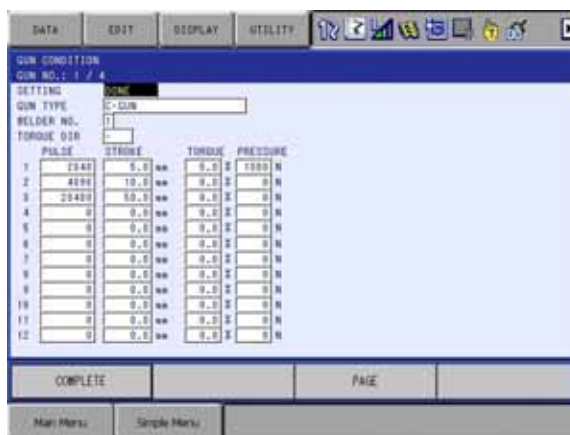 DATA EDIT DISPLAY UTILITY
GUN CONDITION
GUN NO.: 1 / 4
SETTING DONE
GUN TYPE C-GUN
WELDER NO. 1
TORQUE DIR -
PULSE STROKE TORQUE PRESSURE
1 2048 5.0 mm 5.0 % 1000 N
2 4096 10.0 mm 0.0 % 0 N
3 20480 50.0 mm 0.0 % 0 N
4 0 0.0 mm 0.0 % 0 N
5 0 0.0 mm 0.0 % 0 N
6 0 0.0 mm 0.0 % 0 N
7 0 0.0 mm 0.0 % 0 N
8 0 0.0 mm 0.0 % 0 N
9 0 0.0 mm 0.0 % 0 N
10 0 0.0 mm 0.0 % 0 N
11 0 0.0 mm 0.0 % 0 N
12 0 0.0 mm 0.0 % 0 N
COMPLETE PAGE
Main Menu Simple Menu